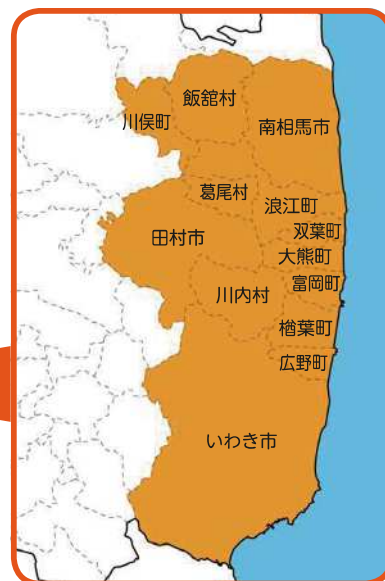 飯舘村
川俣町
南相馬市
葛尾村
浪江町
双葉町
田村市
大熊町
富岡町
川内村
楢葉町
広野町
いわき市